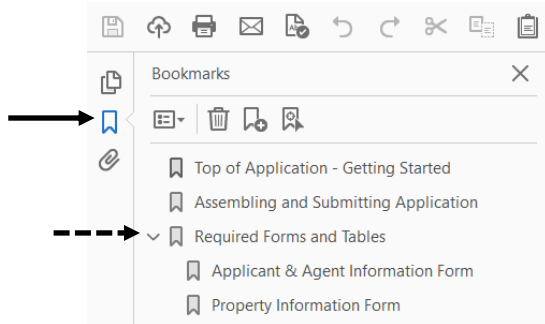 Bookmarks
Top of Application - Getting Started
Assembling and Submitting Application
Required Forms and Tables
Applicant & Agent Information Form
Property Information Form